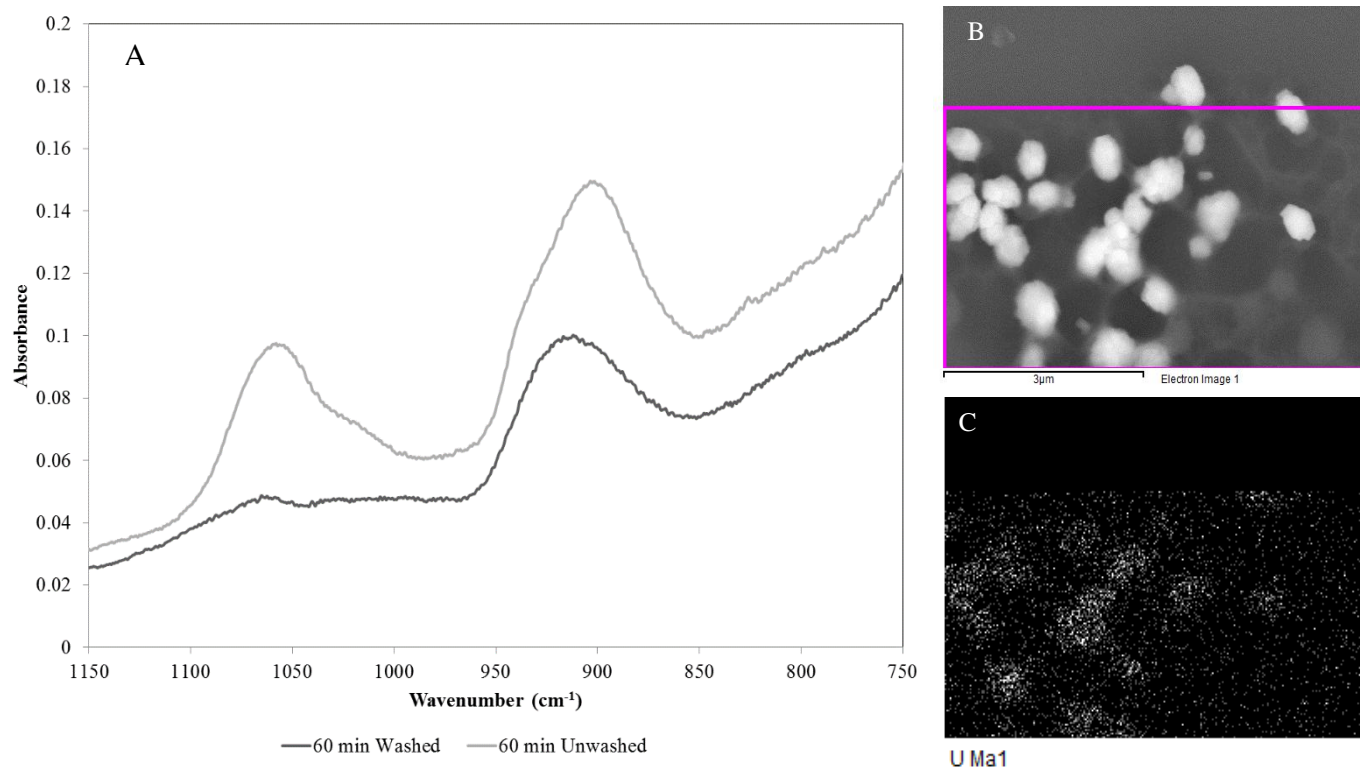 A
0.2
0.18
0.16
0.14
0.12
0.1
0.08
0.06
0.04
0.02
0
Absorbance
1150 1100 1050 1000 950 900 850 800 750
Wavenumber (cm⁻¹)
60 min Washed 60 min Unwashed
B
3µm Electron Image 1
C
U Ma1